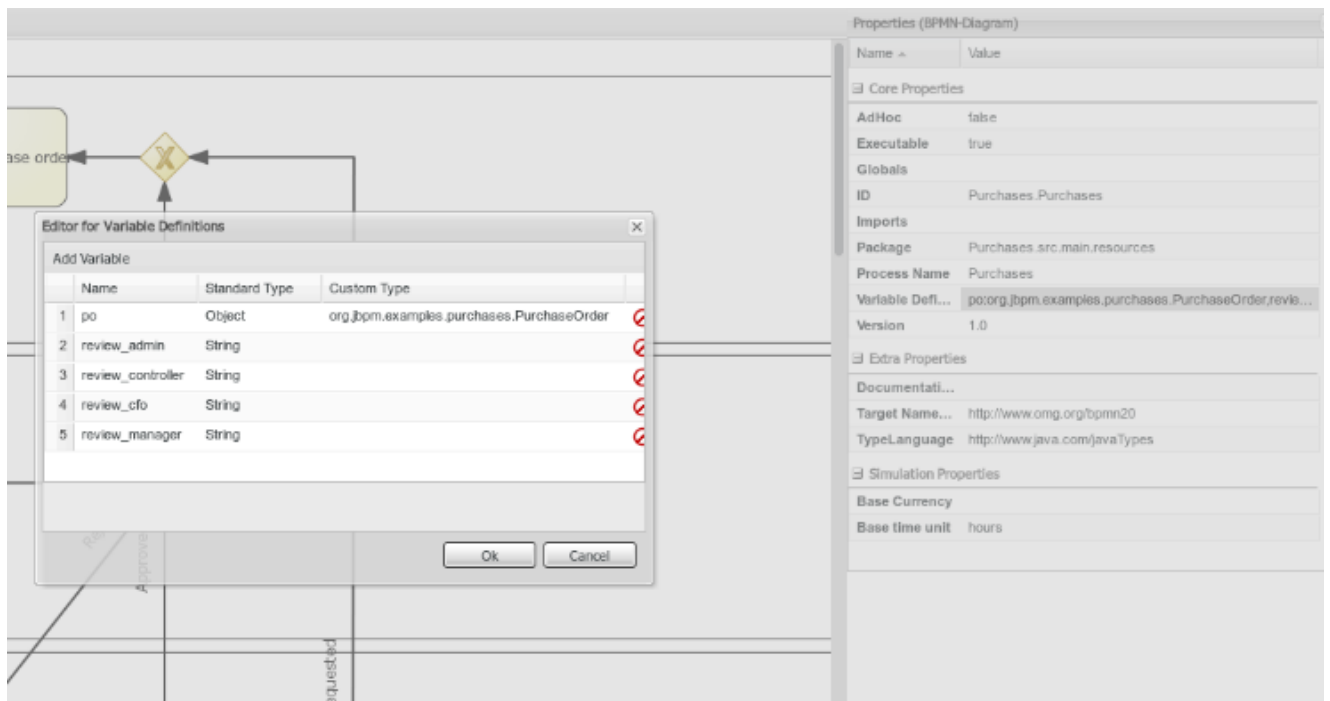 Properties (BPMN-Diagram)
Name Value
Core Properties
AdHoc false
Executable true
Globals
ID Purchases.Purchases
Imports
Package Purchases.src.main.resources
Process Name Purchases
Variable Defi... po:org.jbpm.examples.purchases.PurchaseOrder,revie...
Version 1.0
Extra Properties
Documentati...
Target Name... http://www.omg.org/bpmn20
TypeLanguage http://www.java.com/javaTypes
Simulation Properties
Base Currency
Base time unit hours
ase order
X
Editor for Variable Definitions
Add Variable
Name Standard Type Custom Type
1 po Object org.jbpm.examples.purchases.PurchaseOrder
2 review_admin String
3 review_controller String
4 review_cfo String
5 review_manager String
Ok Cancel
Approve
quested